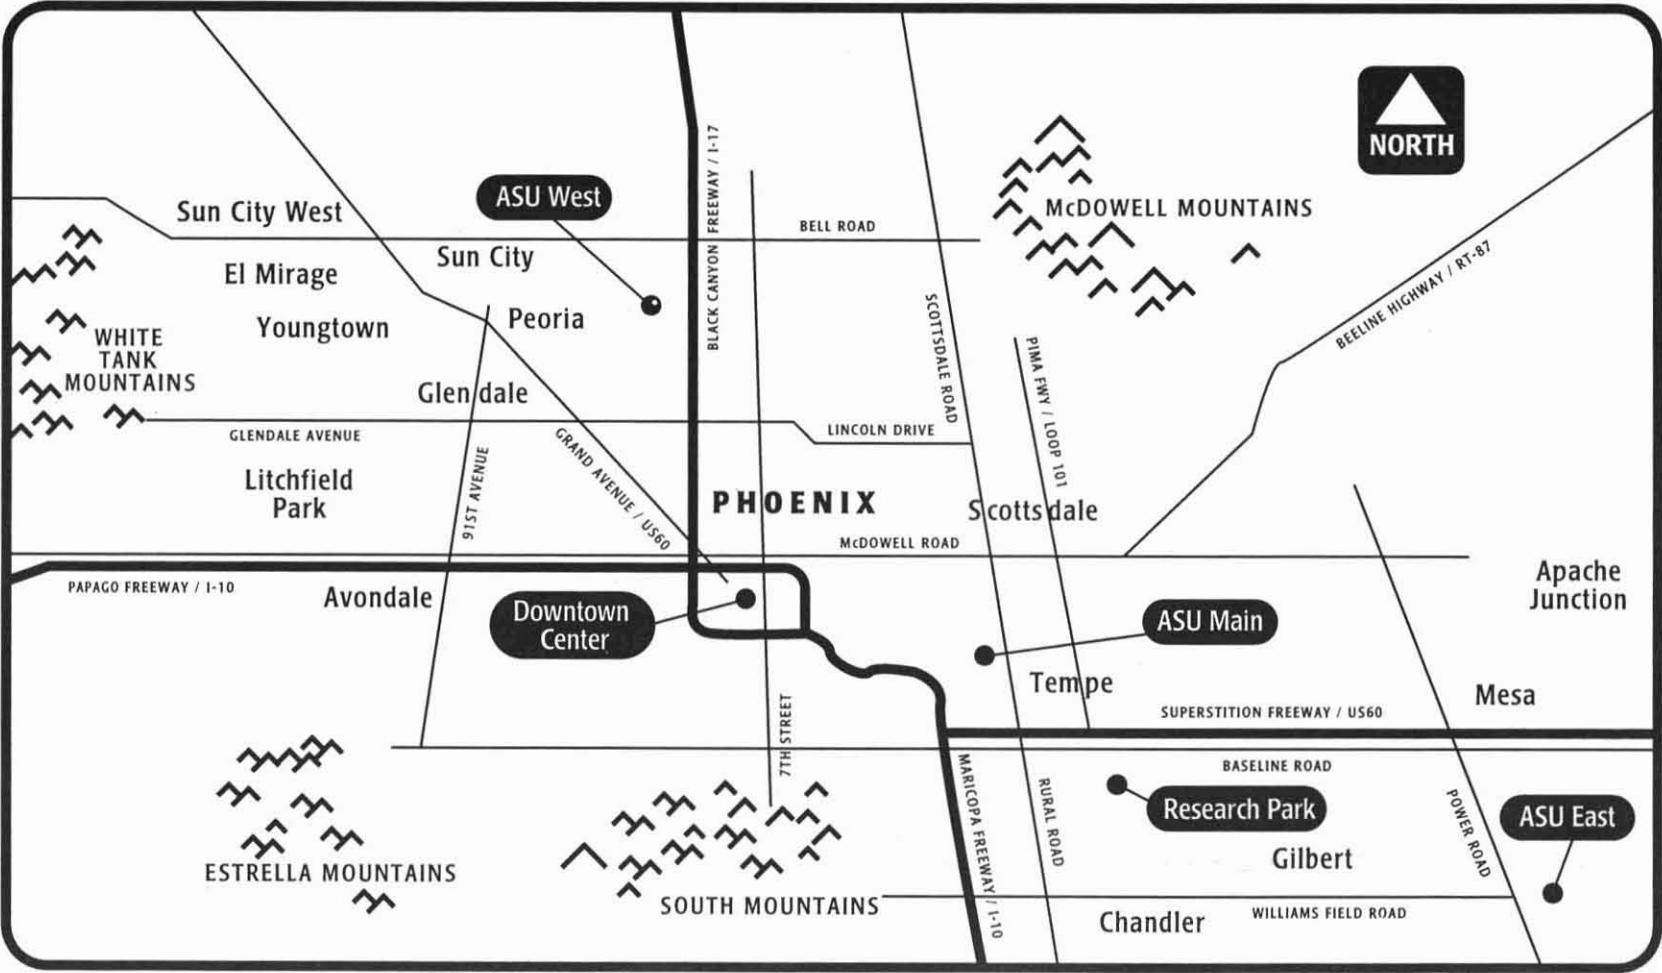 NORTH
ASU West
Sun City West
McDOWELL MOUNTAINS
BELL ROAD
BLACK CANYON FREEWAY / I-17
Sun City
El Mirage
BEELINE HIGHWAY / RT-87
Youngtown
Peoria
WHITE
TANK
MOUNTAINS
SCOTTSDALE ROAD
PIMA FWY / LOOP 101
Glendale
GLENDALE AVENUE
LINCOLN DRIVE
GRAND AVENUE / US60
91ST AVENUE
Litchfield
Park
PHOENIX
Scottsdale
McDOWELL ROAD
PAPAGO FREEWAY / I-10
Avondale
Apache
Junction
Downtown
Center
ASU Main
Tempe
Mesa
SUPERSTITION FREEWAY / US60
7TH STREET
BASELINE ROAD
MARICOPA FREEWAY / I-10
RURAL ROAD
Research Park
POWER ROAD
ASU East
Gilbert
ESTRELLA MOUNTAINS
SOUTH MOUNTAINS
Chandler
WILLIAMS FIELD ROAD